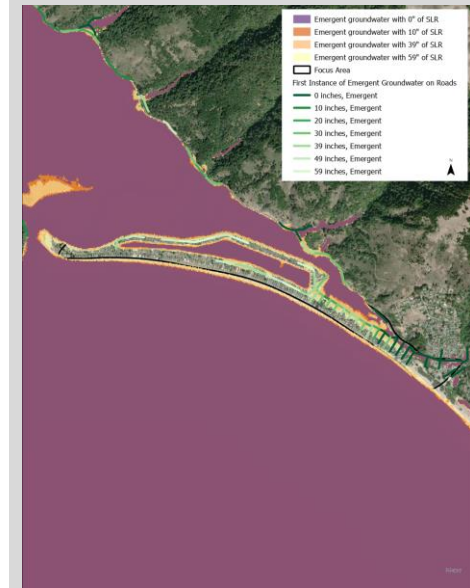 Emergent groundwater with 0" of SLR
Emergent groundwater with 10" of SLR
Emergent groundwater with 39" of SLR
Emergent groundwater with 59" of SLR
Focus Area
First Instance of Emergent Groundwater on Roads
0 inches, Emergent
10 inches, Emergent
20 inches, Emergent
30 inches, Emergent
39 inches, Emergent
49 inches, Emergent
59 inches, Emergent